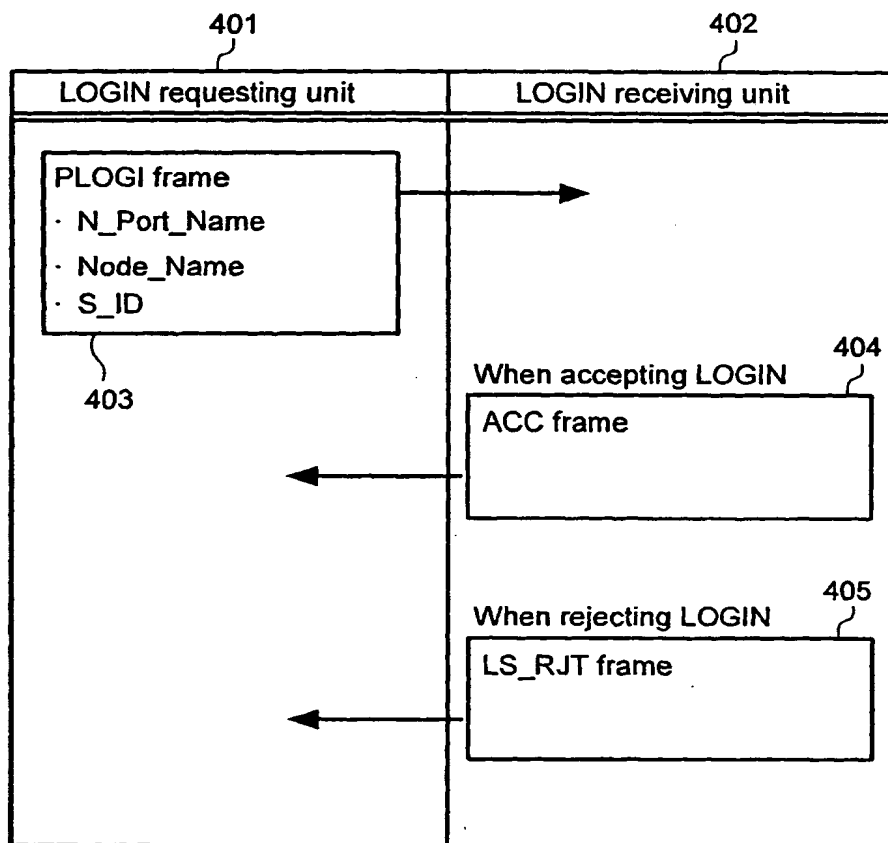 401
402
LOGIN requesting unit
LOGIN receiving unit
PLOGI frame
· N_Port_Name
· Node_Name
· S_ID
403
When accepting LOGIN
404
ACC frame
When rejecting LOGIN
405
LS_RJT frame